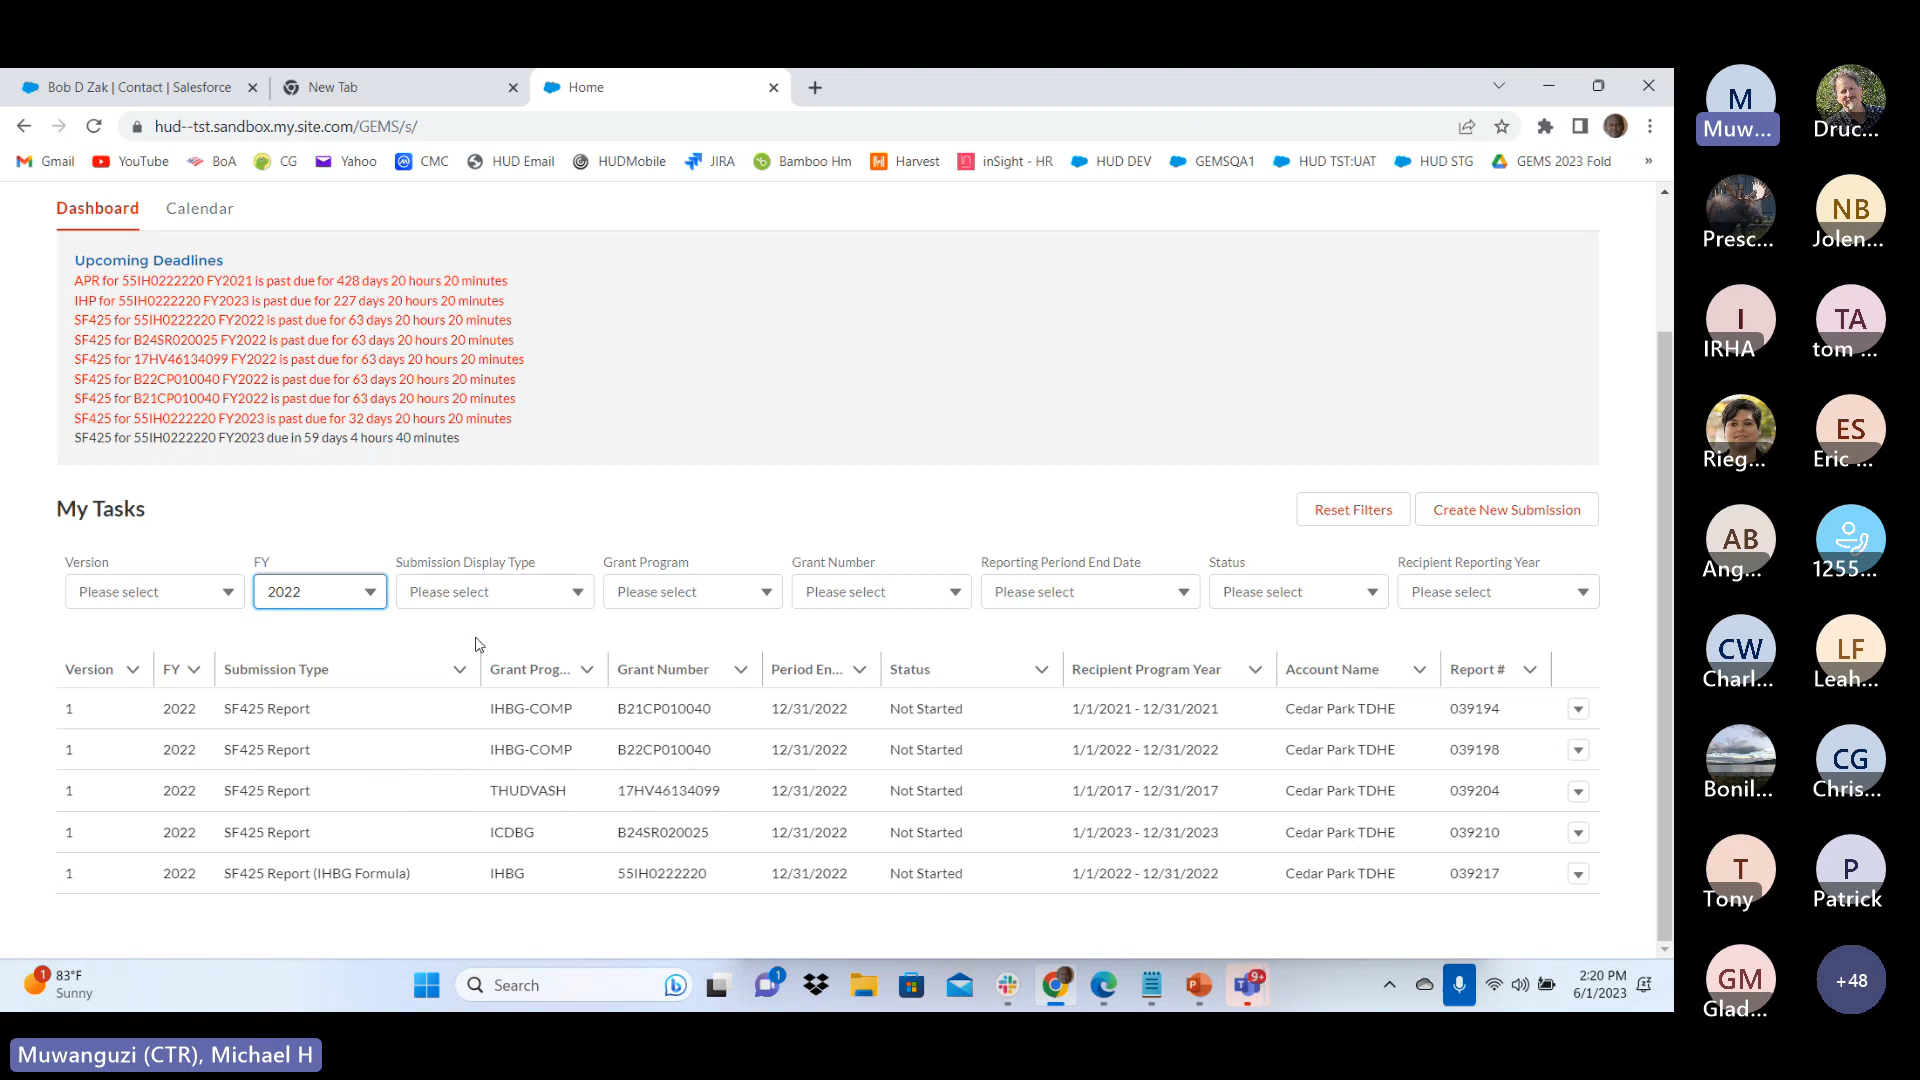 Bob D Zak | Contact | Salesforce
New Tab
Home
hud--tst.sandbox.my.site.com/GEMS/s/
Gmail YouTube BoA CG Yahoo CMC HUD Email HUDMobile JIRA Bamboo Hm Harvest inSight - HR HUD DEV GEMSQA1 HUD TST:UAT HUD STG GEMS 2023 Fold »
Dashboard Calendar
Upcoming Deadlines
APR for 55IH0222220 FY2021 is past due for 428 days 20 hours 20 minutes
IHP for 55IH0222220 FY2023 is past due for 227 days 20 hours 20 minutes
SF425 for 55IH0222220 FY2022 is past due for 63 days 20 hours 20 minutes
SF425 for B24SR020025 FY2022 is past due for 63 days 20 hours 20 minutes
SF425 for 17HV46134099 FY2022 is past due for 63 days 20 hours 20 minutes
SF425 for B22CP010040 FY2022 is past due for 63 days 20 hours 20 minutes
SF425 for B21CP010040 FY2022 is past due for 63 days 20 hours 20 minutes
SF425 for 55IH0222220 FY2023 is past due for 32 days 20 hours 20 minutes
SF425 for 55IH0222220 FY2023 due in 59 days 4 hours 40 minutes
My Tasks
Reset Filters Create New Submission
Version FY Submission Display Type Grant Program Grant Number Reporting Periond End Date Status Recipient Reporting Year
Please select 2022 Please select Please select Please select Please select Please select Please select
Version FY Submission Type Grant Prog... Grant Number Period En... Status Recipient Program Year Account Name Report #
1 2022 SF425 Report IHBG-COMP B21CP010040 12/31/2022 Not Started 1/1/2021 - 12/31/2021 Cedar Park TDHE 039194
1 2022 SF425 Report IHBG-COMP B22CP010040 12/31/2022 Not Started 1/1/2022 - 12/31/2022 Cedar Park TDHE 039198
1 2022 SF425 Report THUDVASH 17HV46134099 12/31/2022 Not Started 1/1/2017 - 12/31/2017 Cedar Park TDHE 039204
1 2022 SF425 Report ICDBG B24SR020025 12/31/2022 Not Started 1/1/2023 - 12/31/2023 Cedar Park TDHE 039210
1 2022 SF425 Report (IHBG Formula) IHBG 55IH0222220 12/31/2022 Not Started 1/1/2022 - 12/31/2022 Cedar Park TDHE 039217
1
83°F
Sunny
Search
1
9+
2:20 PM
6/1/2023
M
Muw... Druc...
NB
Presc... Jolen...
I TA
IRHA tom ...
ES
Rieg... Eric ...
AB
Ang... 1255...
CW LF
Charl... Leah...
CG
Bonil... Chris...
T P
Tony Patrick
GM +48
Glad...
Muwanguzi (CTR), Michael H